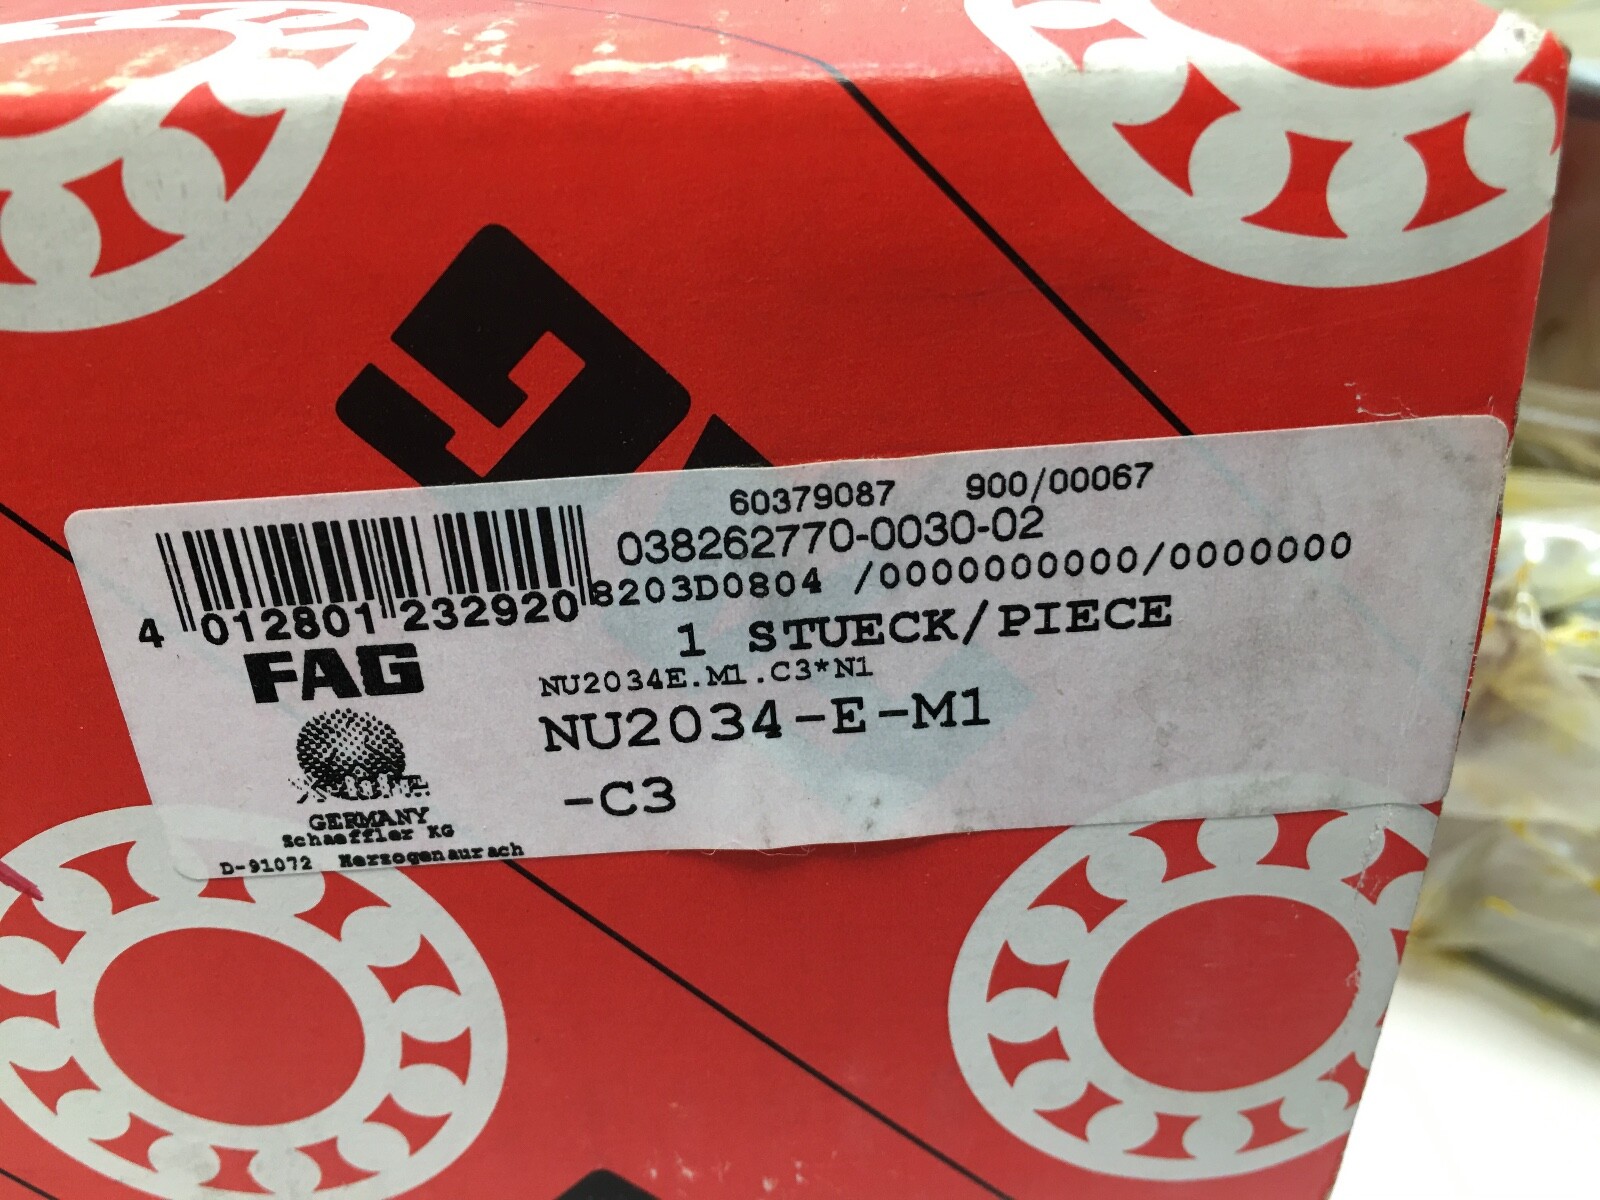 60379087 900/00067
038262770-0030-02
8203D0804 /0000000000/0000000
4 012801 232920
1 STUECK/PIECE
FAG
NU2034E.M1.C3*N1
NU2034-E-M1
-C3
GERMANY
Schaeffler KG
D-91072 Herzogenaurach